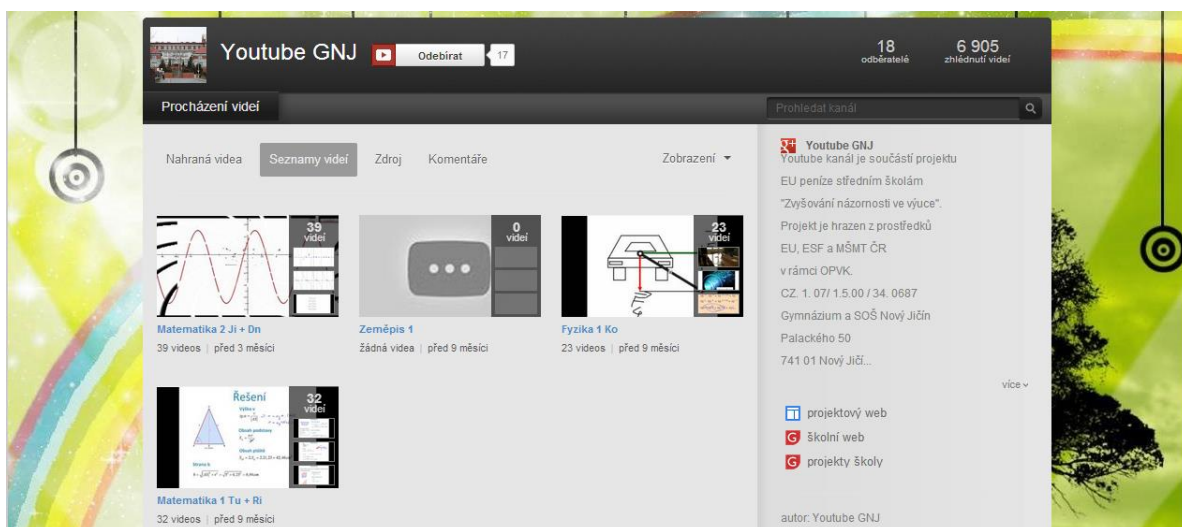 Youtube GNJ
Odebírat
17
18
odběratelé
6 905
zhlédnutí videí
Procházení videí
Prohledat kanál
Nahraná videa
Seznamy videí
Zdroj
Komentáře
Zobrazení
39
videí
Matematika 2 Ji + Dn
39 videos | před 3 měsíci
0
videí
Zeměpis 1
žádná videa | před 9 měsíci
23
videí
Fyzika 1 Ko
23 videos | před 9 měsíci
Řešení
32
videí
Matematika 1 Tu + Ri
32 videos | před 9 měsíci
Youtube GNJ
Youtube kanál je součástí projektu
EU peníze středním školám
"Zvyšování názornosti ve výuce".
Projekt je hrazen z prostředků
EU, ESF a MŠMT ČR
v rámci OPVK.
CZ. 1. 07/ 1.5.00 / 34. 0687
Gymnázium a SOŠ Nový Jičín
Palackého 50
741 01 Nový Jičí...
více
projektový web
školní web
projekty školy
autor: Youtube GNJ